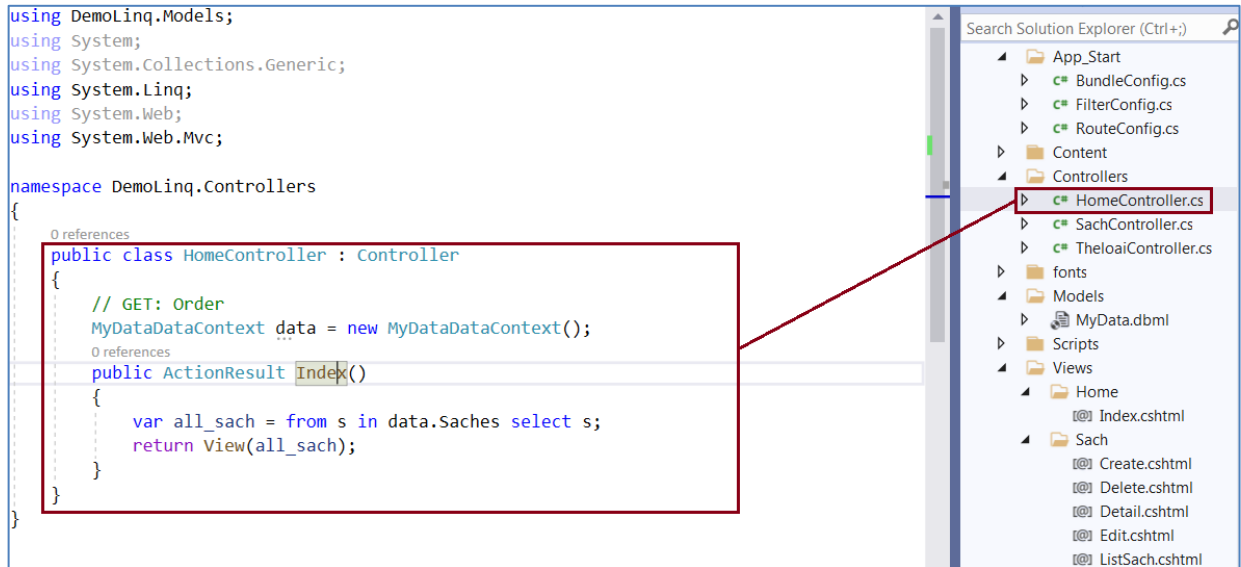 using DemoLinq.Models;
using System;
using System.Collections.Generic;
using System.Linq;
using System.Web;
using System.Web.Mvc;
namespace DemoLinq.Controllers
{
0 references
public class HomeController : Controller
{
// GET: Order
MyDataDataContext data = new MyDataDataContext();
0 references
public ActionResult Index()
{
var all_sach = from s in data.Saches select s;
return View(all_sach);
}
}
}
Search Solution Explorer (Ctrl+;)
App_Start
C# BundleConfig.cs
C# FilterConfig.cs
C# RouteConfig.cs
Content
Controllers
C# HomeController.cs
C# SachController.cs
C# TheloaiController.cs
fonts
Models
MyData.dbml
Scripts
Views
Home
[@] Index.cshtml
Sach
[@] Create.cshtml
[@] Delete.cshtml
[@] Detail.cshtml
[@] Edit.cshtml
[@] ListSach.cshtml